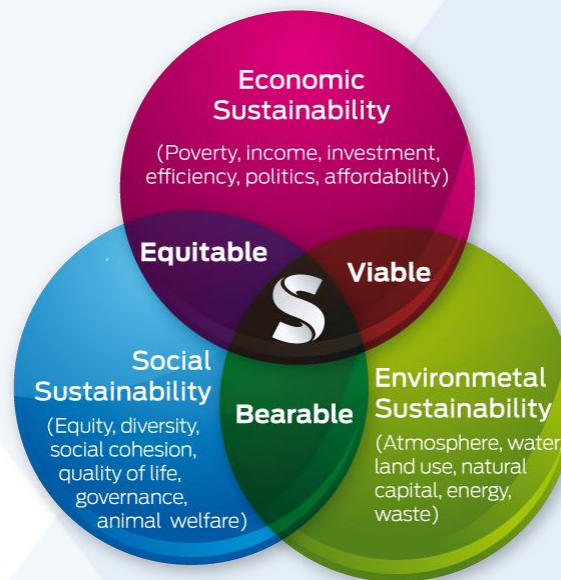 Economic
Sustainability
(Poverty, income, investment,
efficiency, politics, affordability)
Equitable
Viable
S
Social
Sustainability
(Equity, diversity,
social cohesion,
quality of life,
governance,
animal welfare)
Bearable
Environmetal
Sustainability
(Atmosphere, water,
land use, natural
capital, energy,
waste)